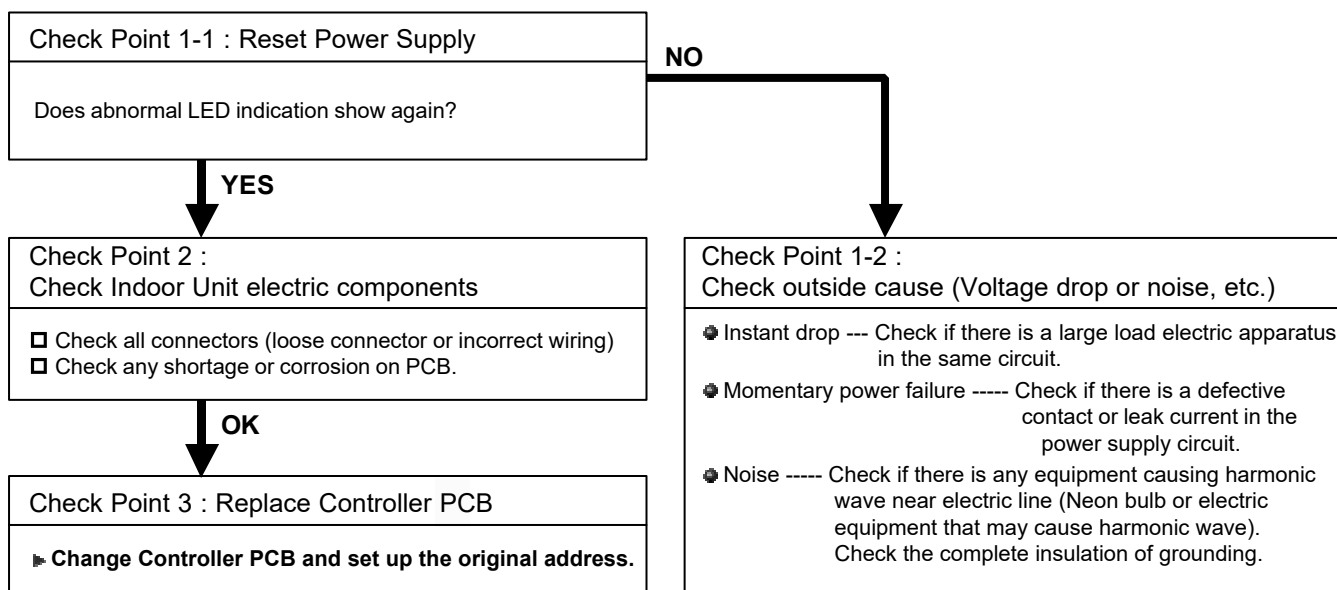 Check Point 1-1 : Reset Power Supply
Does abnormal LED indication show again?
NO
YES
Check Point 2 :
Check Indoor Unit electric components
Check all connectors (loose connector or incorrect wiring)
Check any shortage or corrosion on PCB.
OK
Check Point 3 : Replace Controller PCB
Change Controller PCB and set up the original address.
Check Point 1-2 :
Check outside cause (Voltage drop or noise, etc.)
Instant drop --- Check if there is a large load electric apparatus
in the same circuit.
Momentary power failure ----- Check if there is a defective
contact or leak current in the
power supply circuit.
Noise ----- Check if there is any equipment causing harmonic
wave near electric line (Neon bulb or electric
equipment that may cause harmonic wave).
Check the complete insulation of grounding.